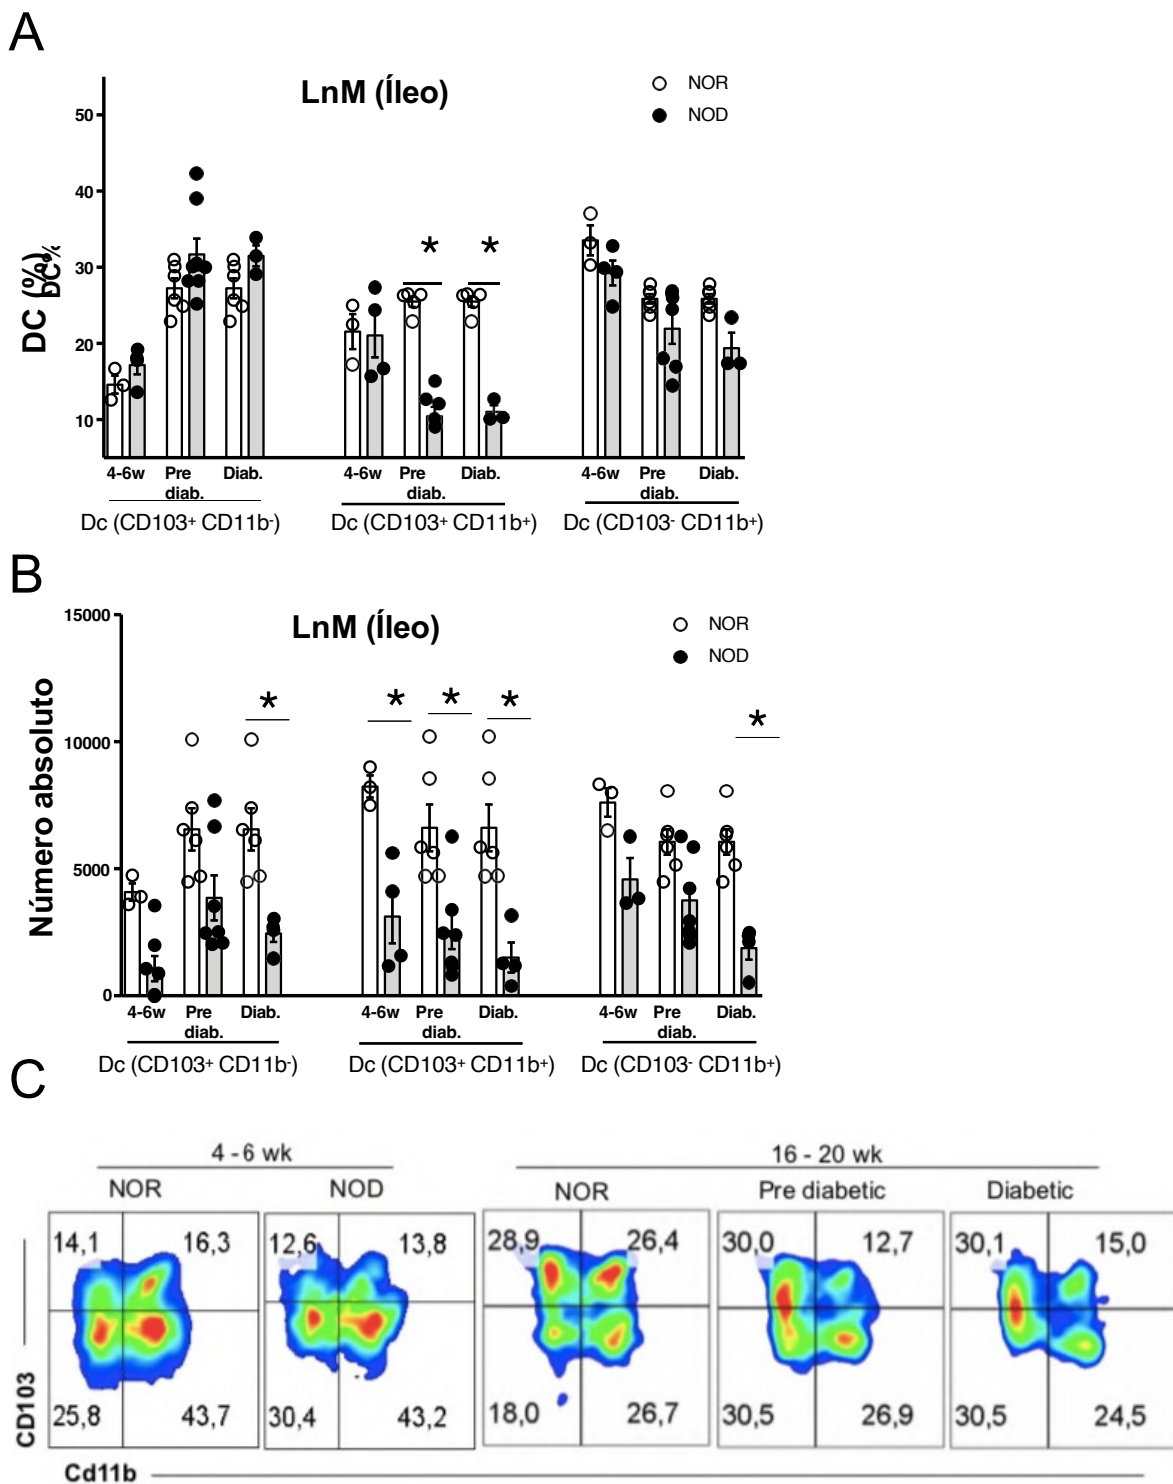 A
LnM (Íleo)
NOR
NOD
50
40
30
20
10
DC (%)
DC%
*
*
4-6w Pre diab. Diab.
4-6w Pre diab. Diab.
4-6w Pre diab. Diab.
Dc (CD103+ CD11b-)
Dc (CD103+ CD11b+)
Dc (CD103- CD11b+)
B
LnM (Íleo)
NOR
NOD
15000
10000
5000
0
Número absoluto
*
*
*
*
*
4-6w Pre diab. Diab.
4-6w Pre diab. Diab.
4-6w Pre diab. Diab.
Dc (CD103+ CD11b-)
Dc (CD103+ CD11b+)
Dc (CD103- CD11b+)
C
4 - 6 wk
16 - 20 wk
NOR
NOD
NOR
Pre diabetic
Diabetic
14,1 16,3
12,6 13,8
28,9 26,4
30,0 12,7
30,1 15,0
25,8 43,7
30,4 43,2
18,0 26,7
30,5 26,9
30,5 24,5
CD103
Cd11b